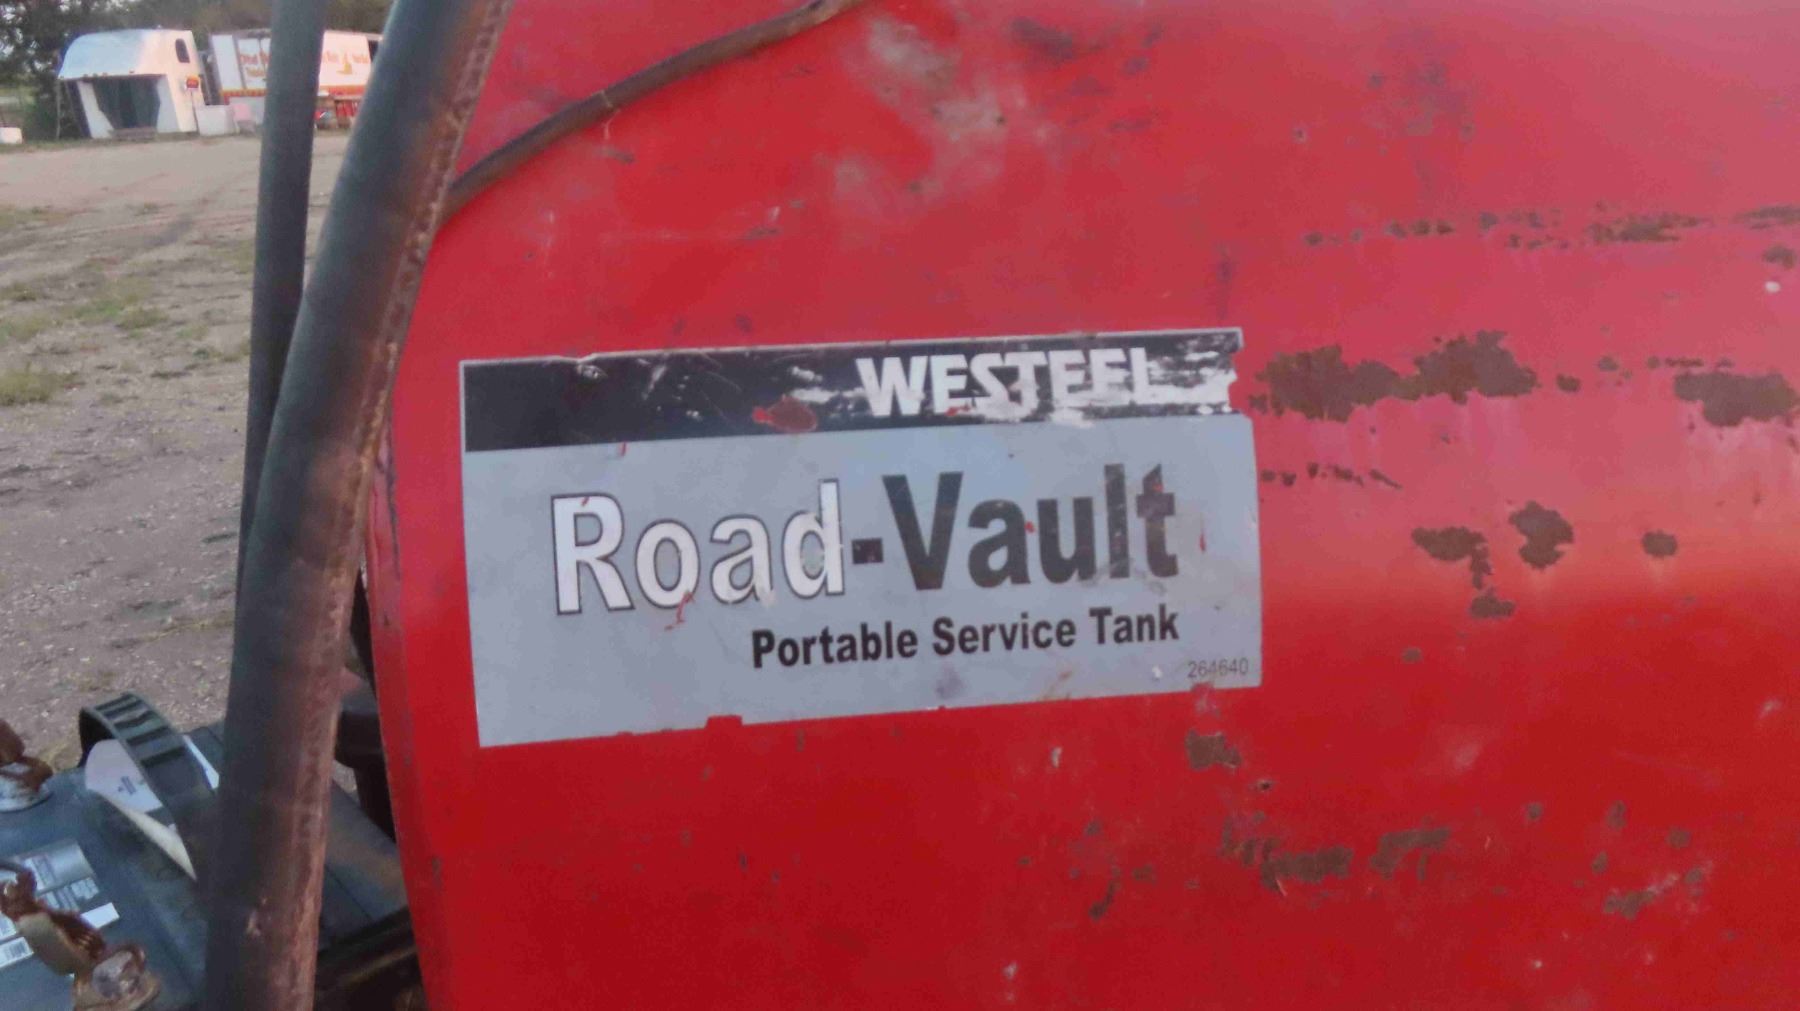 WESTEEL
Road-Vault
Portable Service Tank
264640